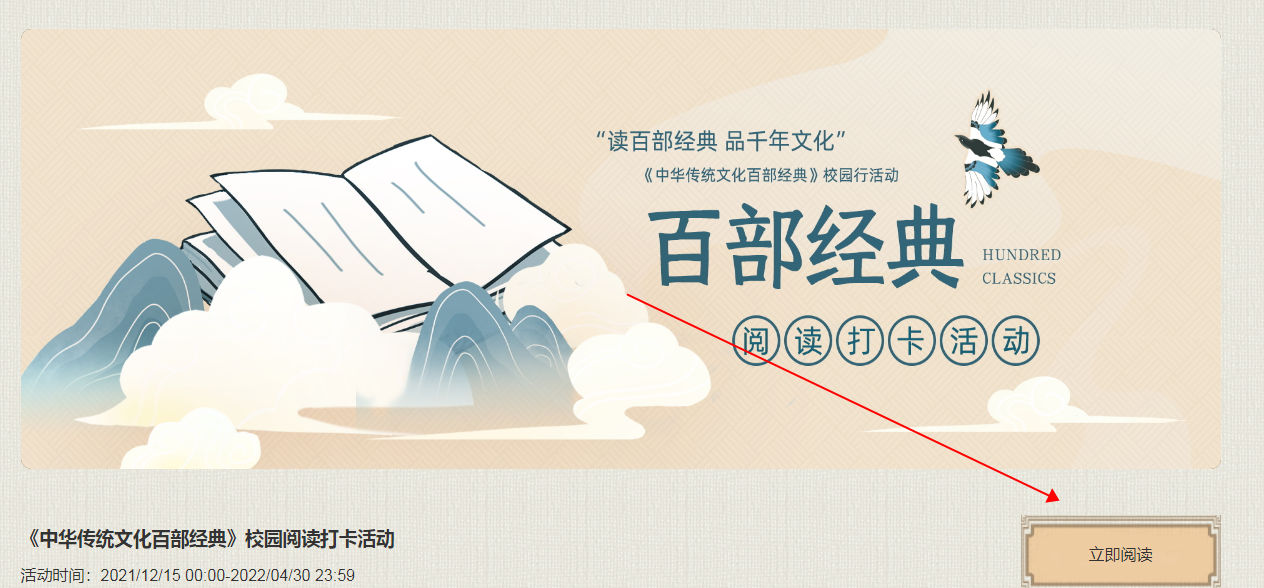 “读百部经典 品千年文化”
《中华传统文化百部经典》校园行活动
百部经典
HUNDRED
CLASSICS
阅读打卡活动
《中华传统文化百部经典》校园阅读打卡活动
立即阅读
活动时间：2021/12/15 00:00-2022/04/30 23:59